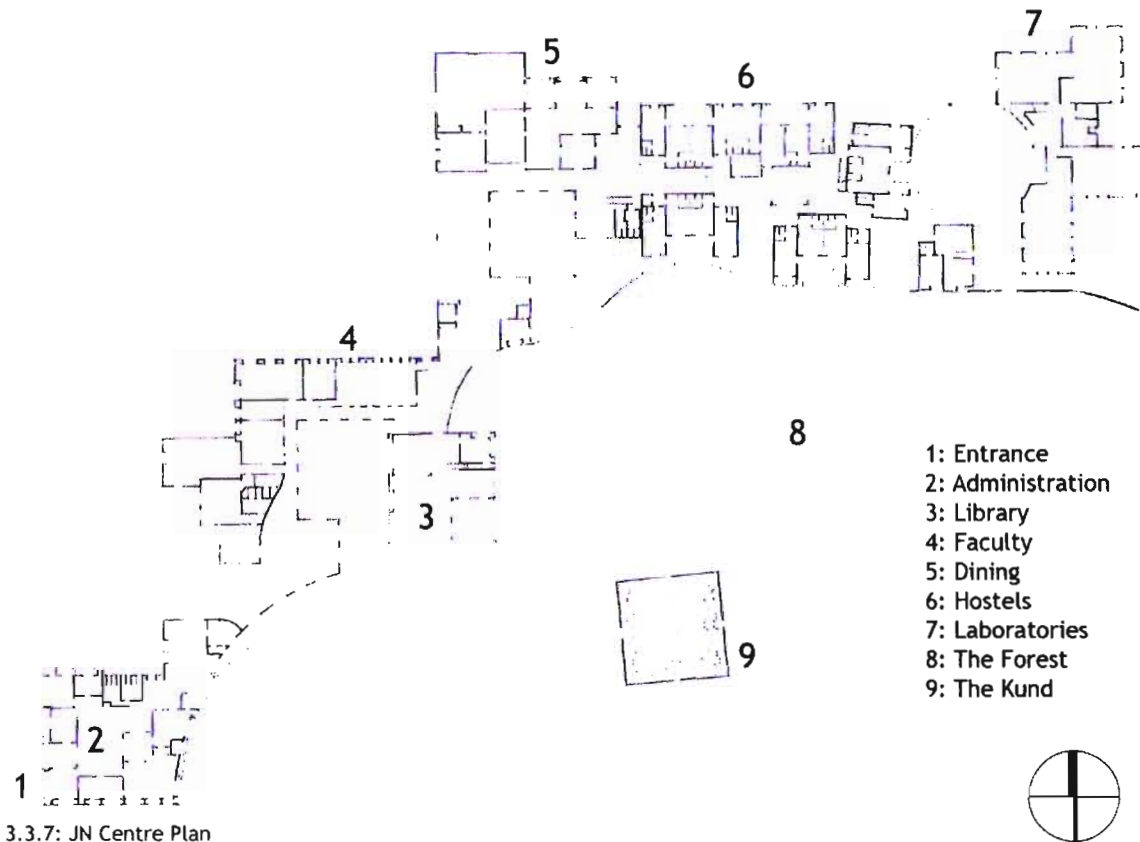 7
5
6
4
8
3
9
2
1
1: Entrance
2: Administration
3: Library
4: Faculty
5: Dining
6: Hostels
7: Laboratories
8: The Forest
9: The Kund
3.3.7: JN Centre Plan